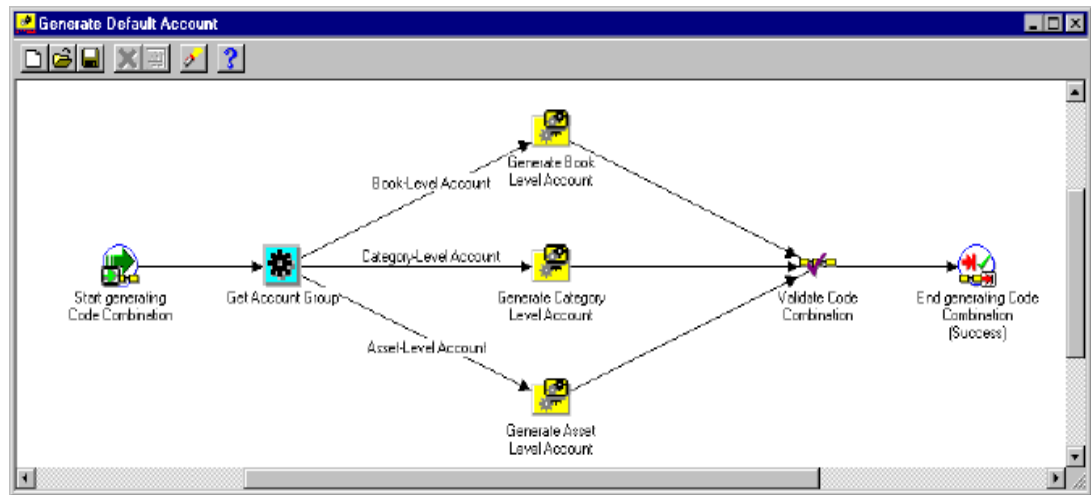 Generate Default Account
Generate Book
Level Account
Book-Level Account
Category-Level Account
Start generating
Code Combination
Get Account Group
Generate Category
Level Account
Validate Code
Combination
End generating Code
Combination
(Success)
Asset-Level Account
Generate Asset
Level Account